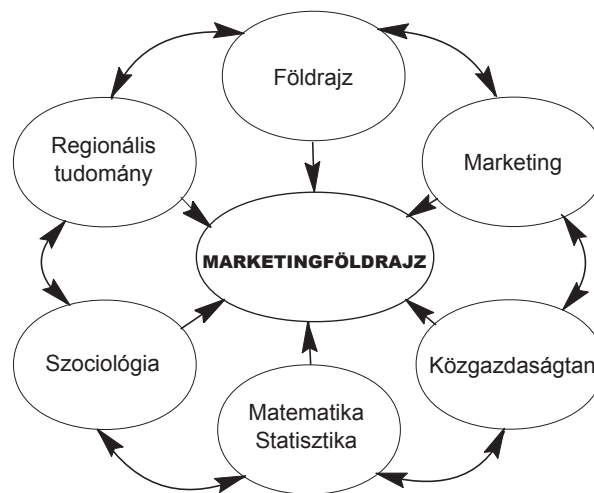 Földrajz
Regionális
tudomány
Marketing
MARKETINGFÖLDRAJZ
Szociológia
Közgazdaságtan
Matematika
Statisztika